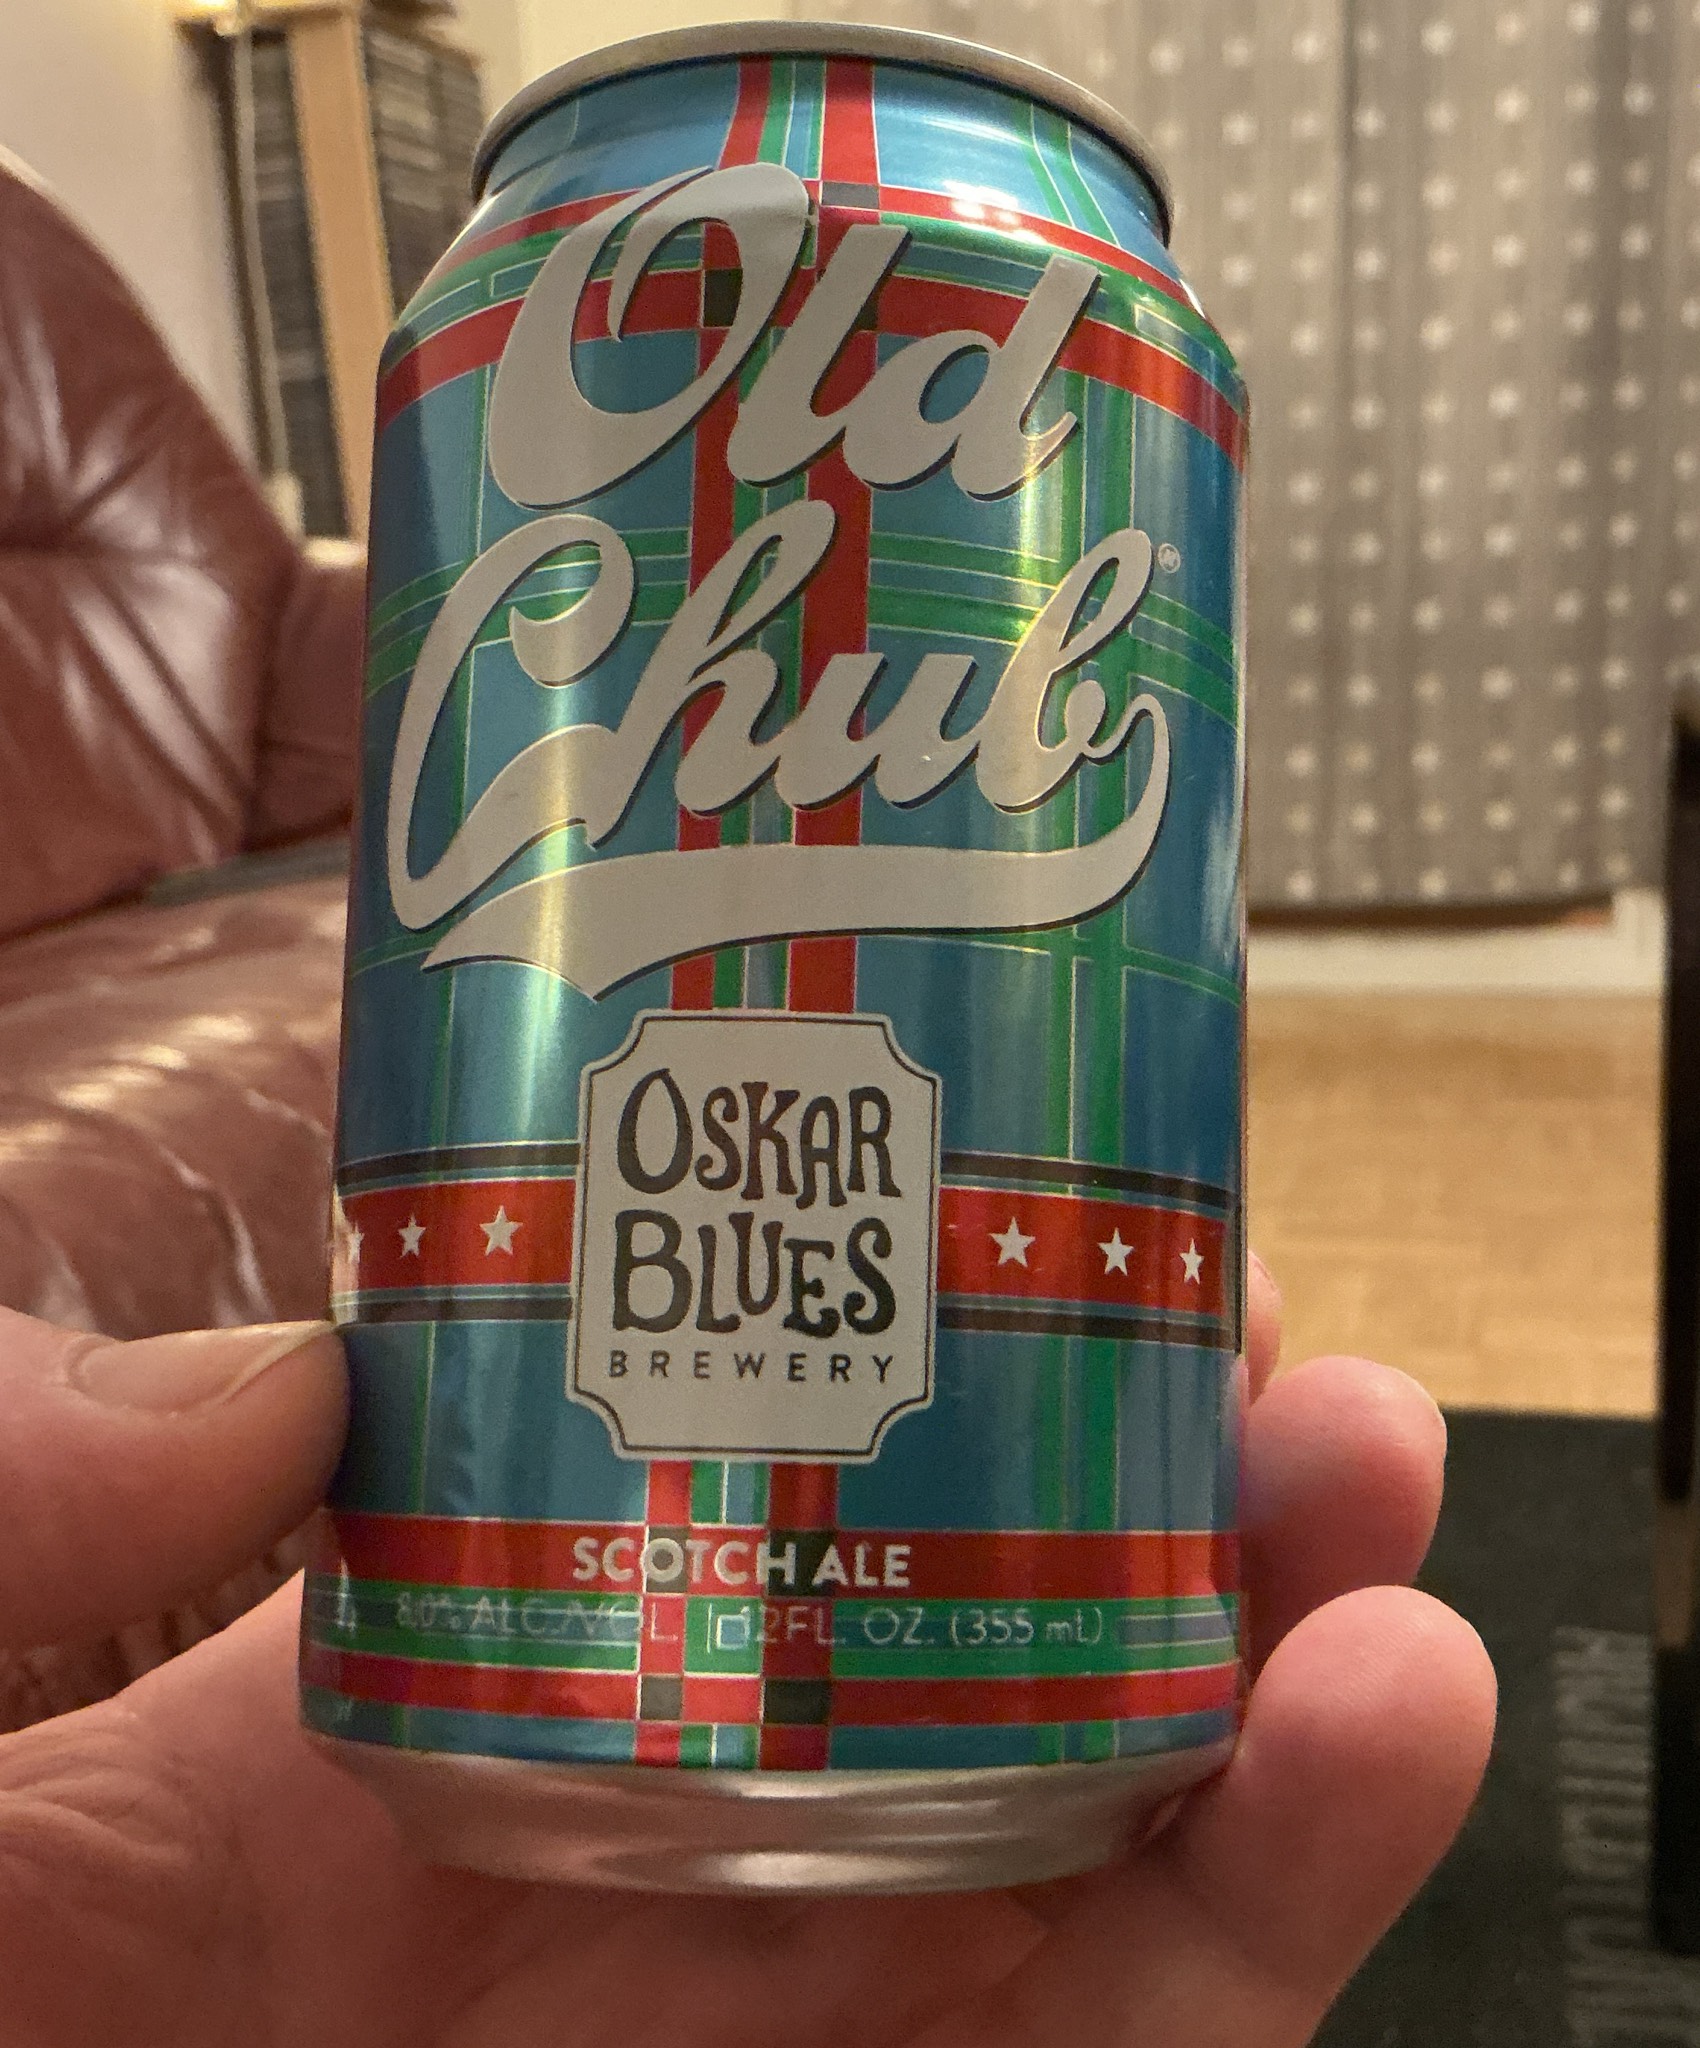 Old
Chub®
OSKAR
BLUES
BREWERY
SCOTCH ALE
8.0% ALC./VOL. 12FL. OZ. (355 mL)